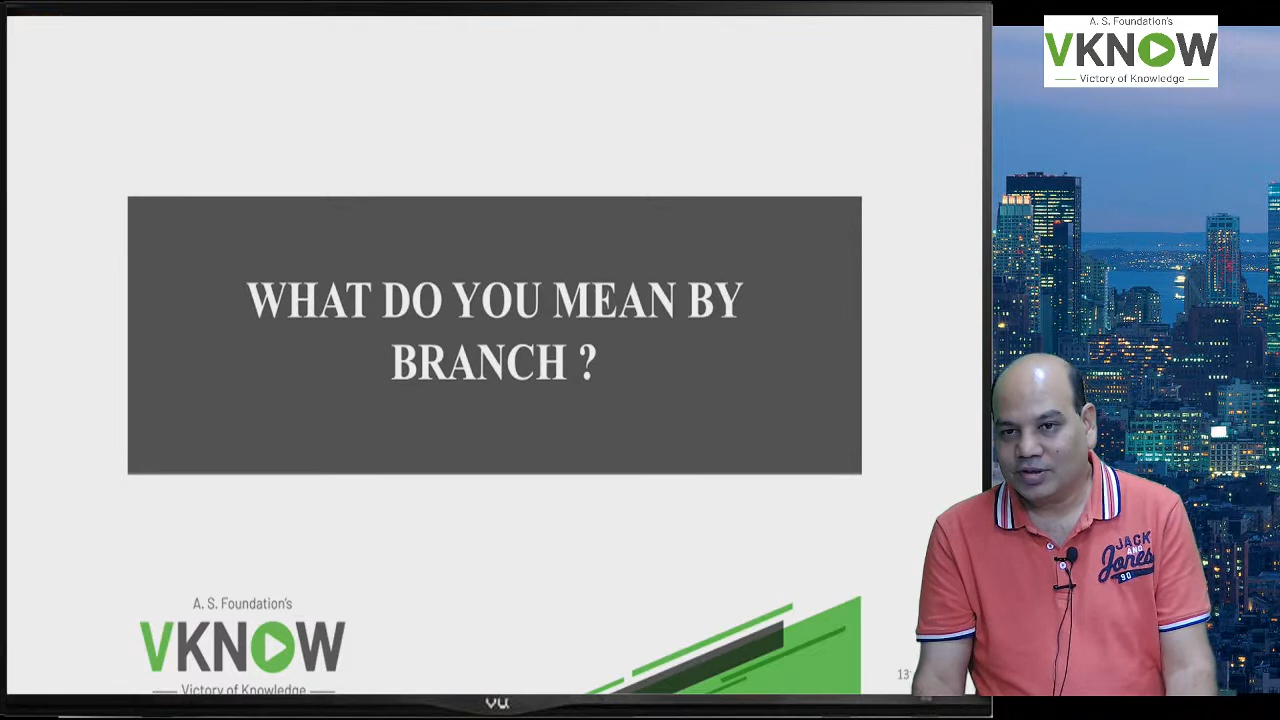 A. S. Foundation's
VKNOW
Victory of Knowledge
WHAT DO YOU MEAN BY
BRANCH ?
A. S. Foundation's
VKNOW
Victory of Knowledge
13
vu
JACK
AND
Jones
90